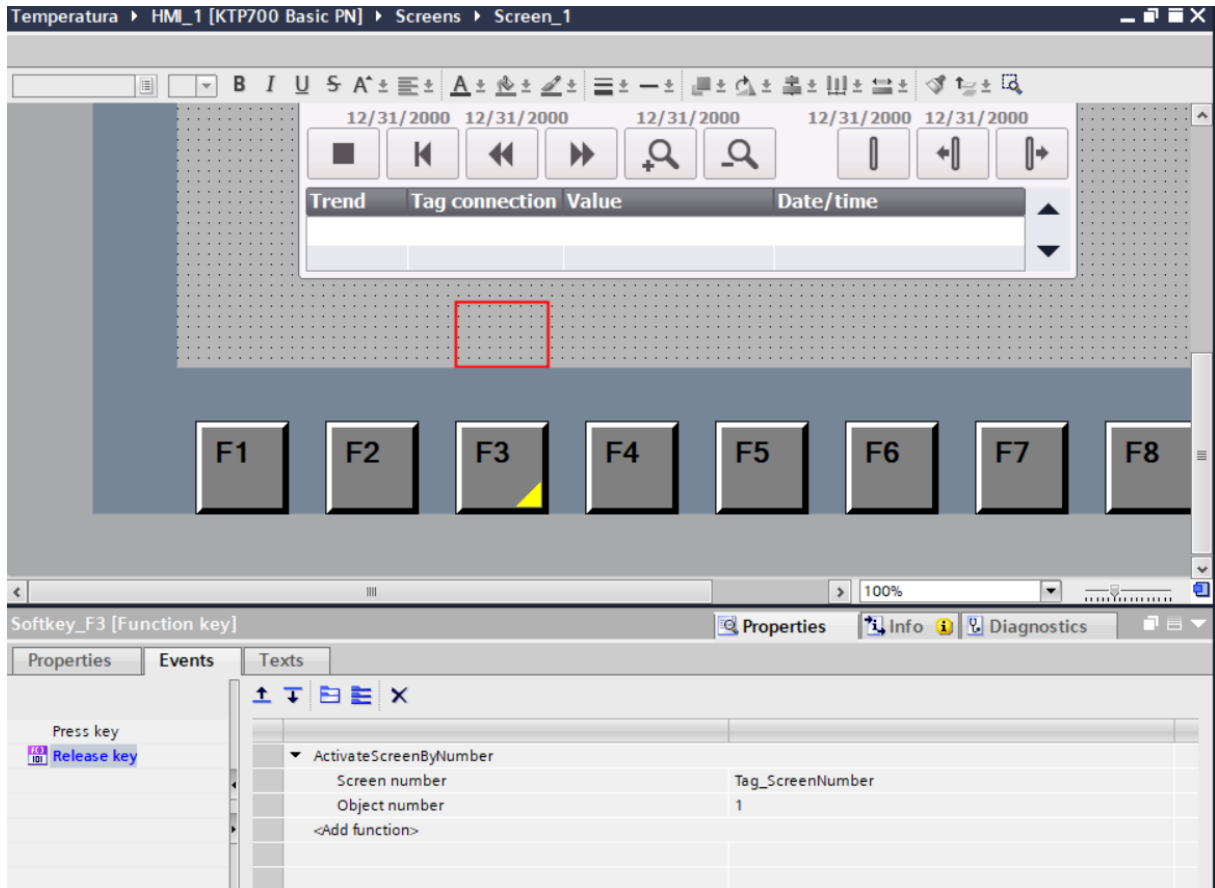 Temperatura ▸ HMI_1 [KTP700 Basic PN] ▸ Screens ▸ Screen_1
B I U S A A
12/31/2000 12/31/2000 12/31/2000 12/31/2000 12/31/2000
Trend Tag connection Value Date/time
F1 F2 F3 F4 F5 F6 F7 F8
100%
Softkey_F3 [Function key] Properties Info Diagnostics
Properties Events Texts
Press key
Release key
ActivateScreenByNumber
Screen number Tag_ScreenNumber
Object number 1
<Add function>